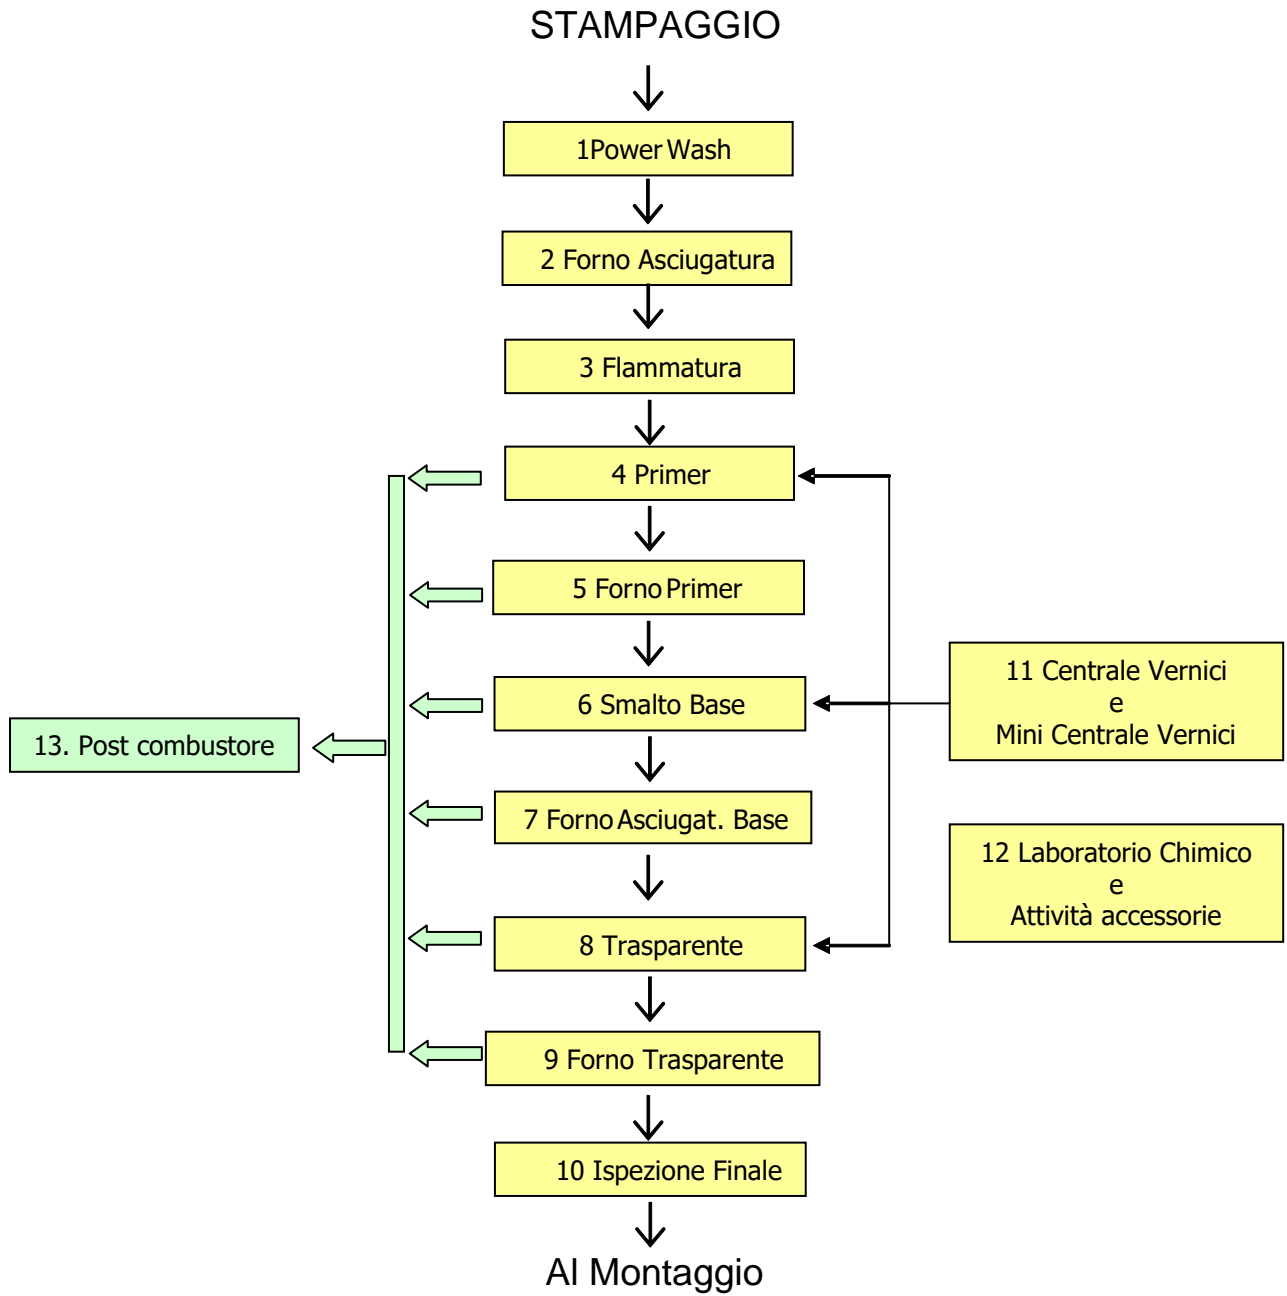 STAMPAGGIO
1Power Wash
2 Forno Asciugatura
3 Flammatura
4 Primer
5 Forno Primer
6 Smalto Base
11 Centrale Vernici
e
Mini Centrale Vernici
13. Post combustore
7 Forno Asciugat. Base
12 Laboratorio Chimico
e
Attività accessorie
8 Trasparente
9 Forno Trasparente
10 Ispezione Finale
Al Montaggio